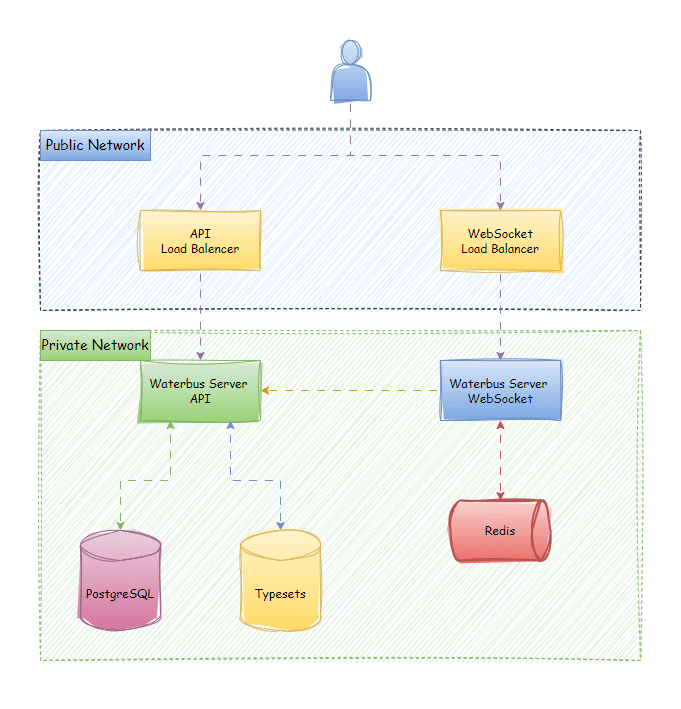 Public Network
API
Load Balencer
WebSocket
Load Balancer
Private Network
Waterbus Server
API
Waterbus Server
WebSocket
Redis
PostgreSQL
Typesets